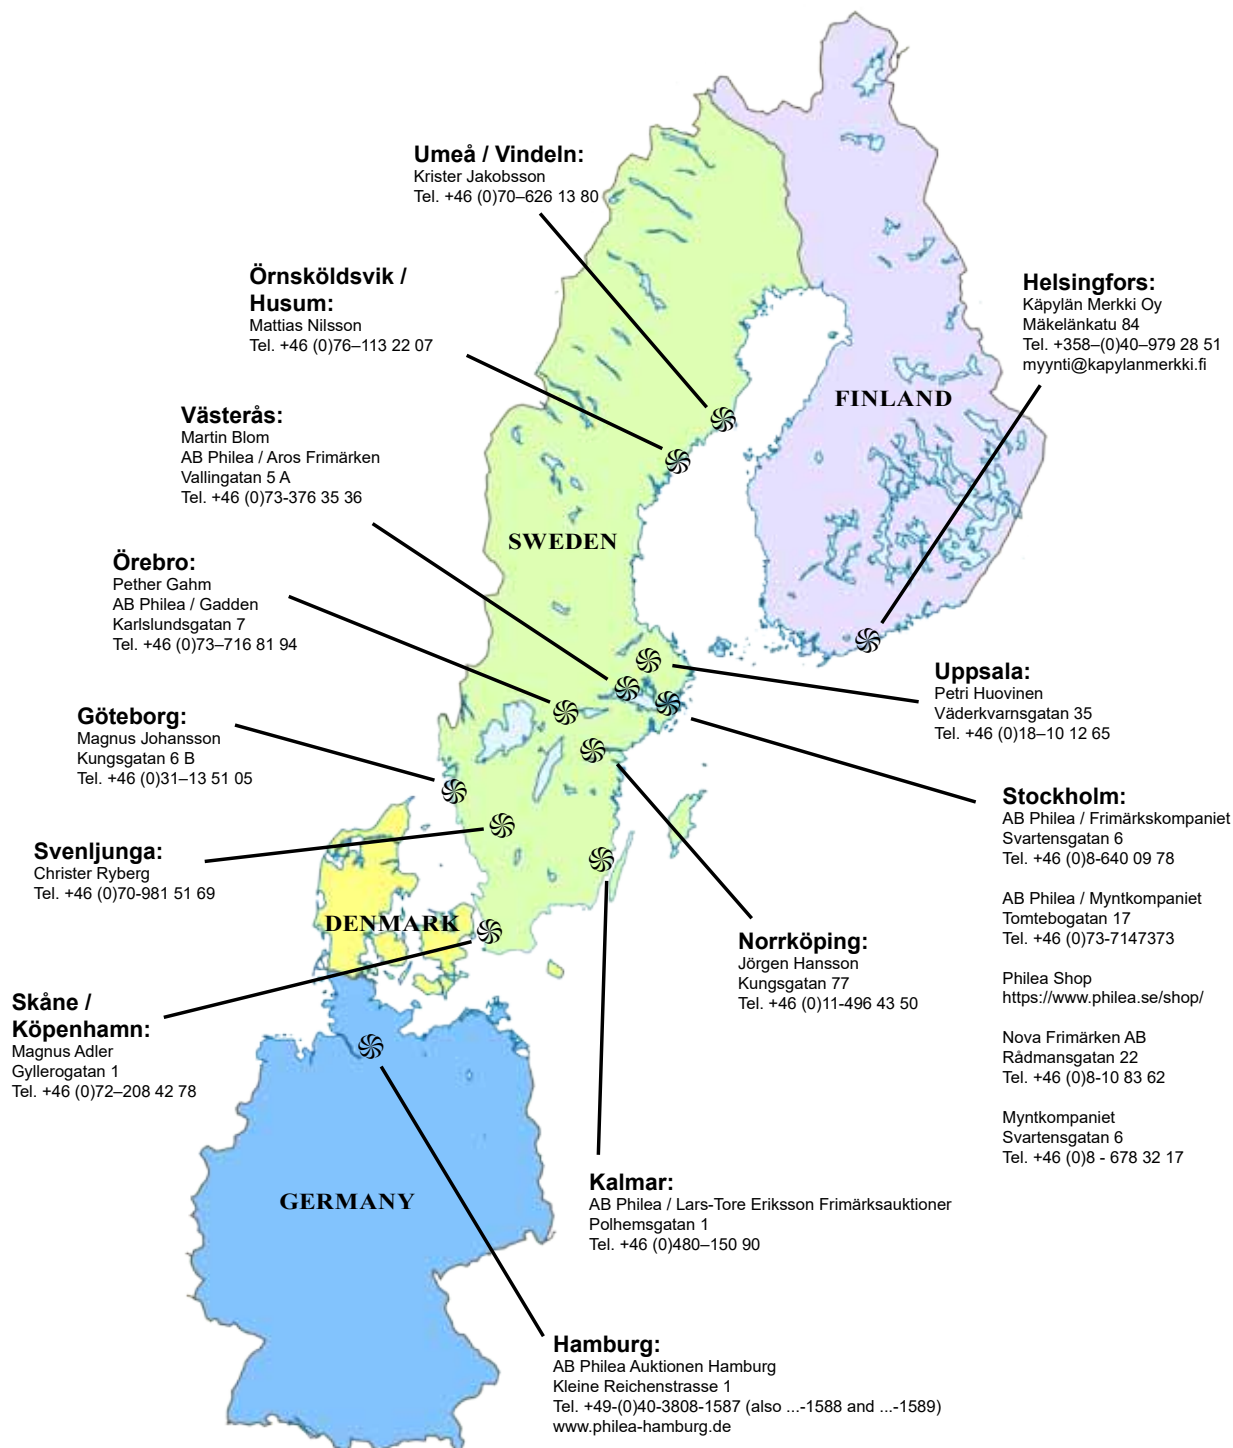 Umeå / Vindeln:
Krister Jakobsson
Tel. +46 (0)70–626 13 80
Örnsköldsvik /
Husum:
Mattias Nilsson
Tel. +46 (0)76–113 22 07
Helsingfors:
Käpylän Merkki Oy
Mäkelänkatu 84
Tel. +358–(0)40–979 28 51
myynti@kapylanmerkki.fi
FINLAND
Västerås:
Martin Blom
AB Philea / Aros Frimärken
Vallingatan 5 A
Tel. +46 (0)73-376 35 36
SWEDEN
Örebro:
Pether Gahm
AB Philea / Gadden
Karlslundsgatan 7
Tel. +46 (0)73–716 81 94
Uppsala:
Petri Huovinen
Väderkvarnsgatan 35
Tel. +46 (0)18–10 12 65
Göteborg:
Magnus Johansson
Kungsgatan 6 B
Tel. +46 (0)31–13 51 05
Stockholm:
AB Philea / Frimärkskompaniet
Svartensgatan 6
Tel. +46 (0)8-640 09 78
AB Philea / Myntkompaniet
Tomtebogatan 17
Tel. +46 (0)73-7147373
Philea Shop
https://www.philea.se/shop/
Nova Frimärken AB
Rådmansgatan 22
Tel. +46 (0)8-10 83 62
Myntkompaniet
Svartensgatan 6
Tel. +46 (0)8 - 678 32 17
Svenljunga:
Christer Ryberg
Tel. +46 (0)70-981 51 69
DENMARK
Norrköping:
Jörgen Hansson
Kungsgatan 77
Tel. +46 (0)11-496 43 50
Skåne /
Köpenhamn:
Magnus Adler
Gyllerogatan 1
Tel. +46 (0)72–208 42 78
Kalmar:
AB Philea / Lars-Tore Eriksson Frimärksauktioner
Polhemsgatan 1
Tel. +46 (0)480–150 90
GERMANY
Hamburg:
AB Philea Auktionen Hamburg
Kleine Reichenstrasse 1
Tel. +49-(0)40-3808-1587 (also ...-1588 and ...-1589)
www.philea-hamburg.de